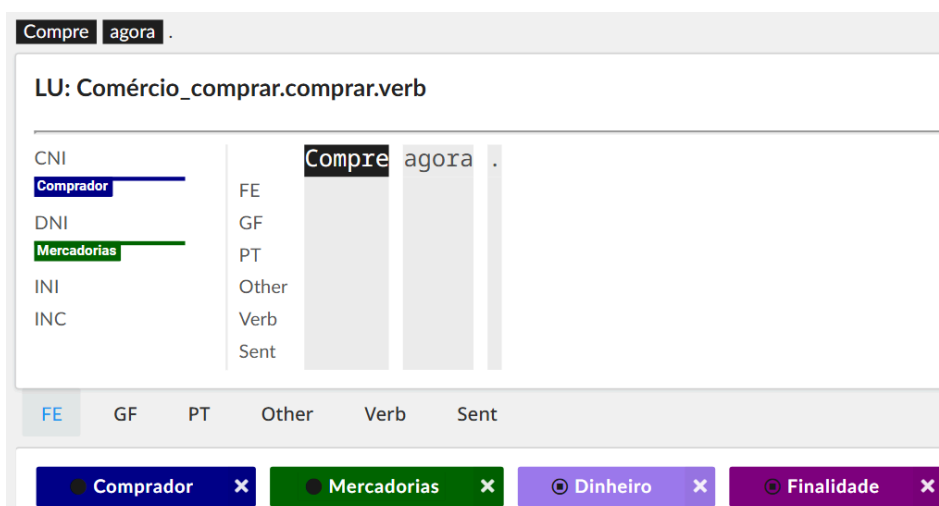 Compre agora .
LU: Comércio_comprar.comprar.verb
Compre agora .
CNI
Comprador
FE
DNI
GF
Mercadorias
PT
INI
Other
INC
Verb
Sent
FE GF PT Other Verb Sent
Comprador × Mercadorias × Dinheiro × Finalidade ×